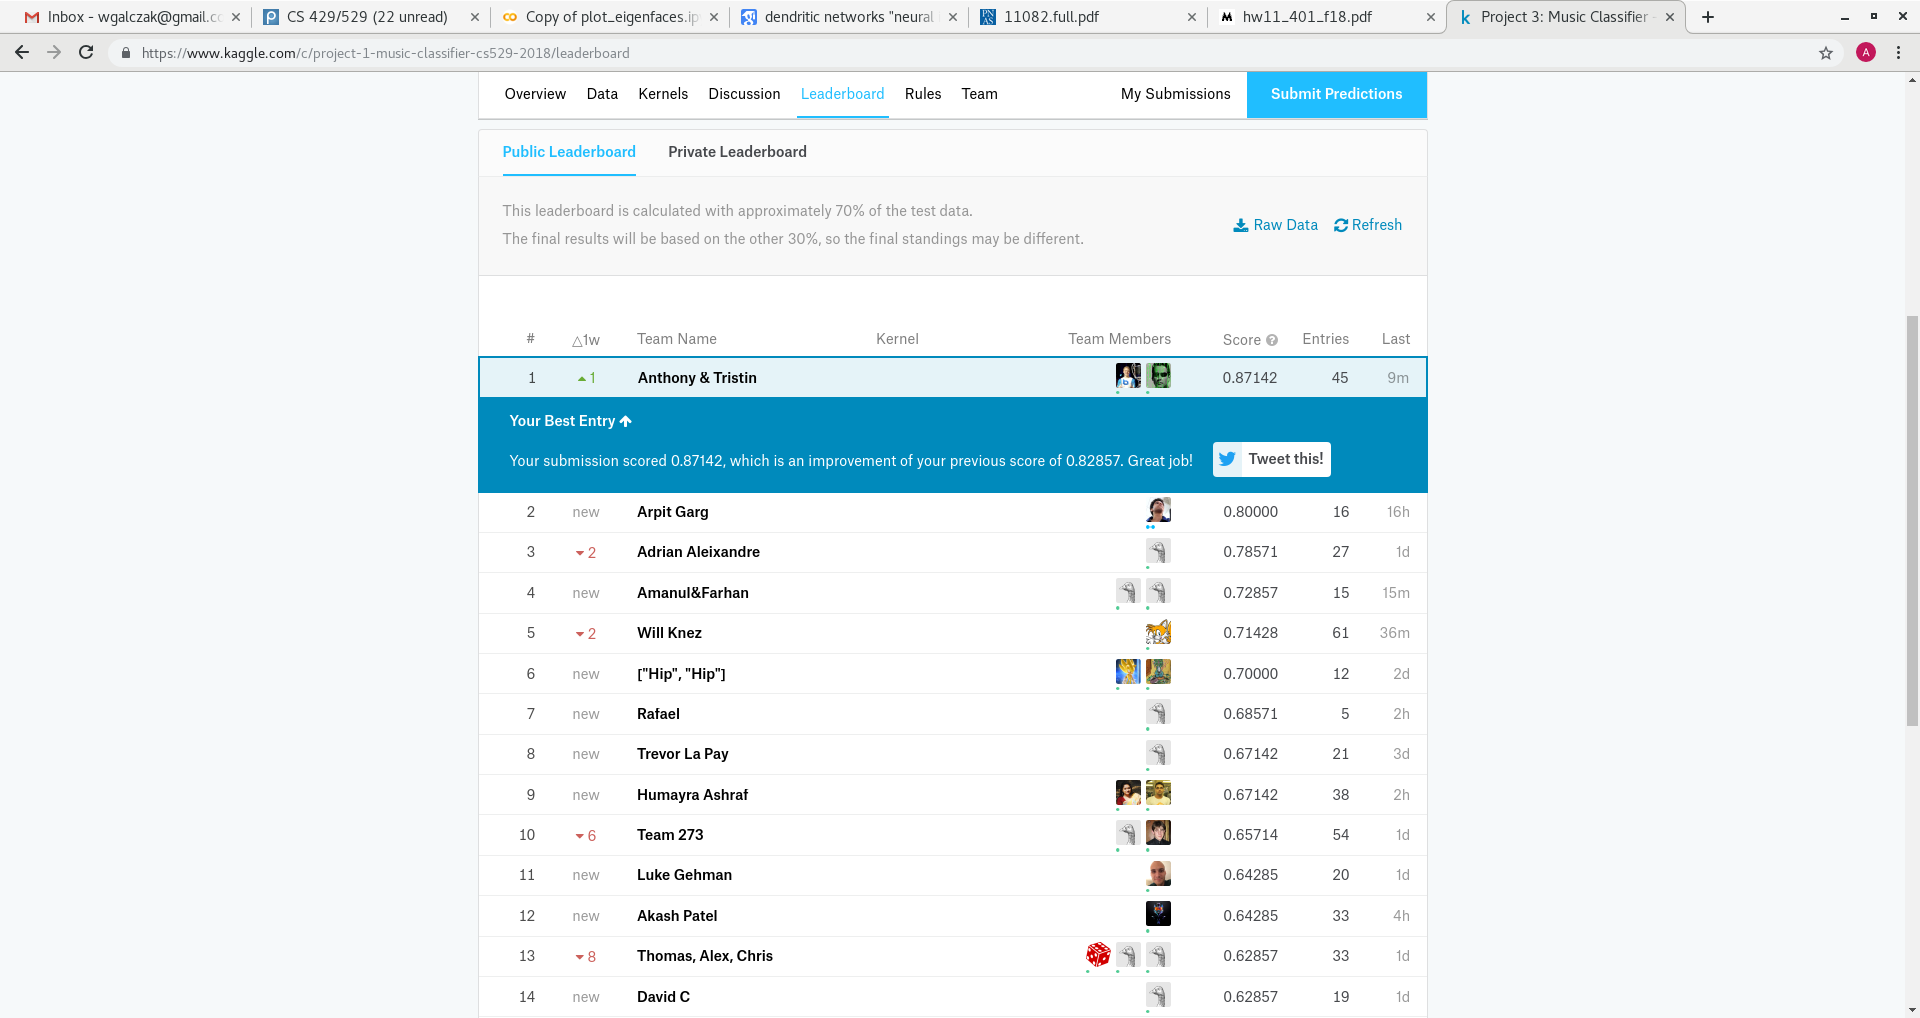 Inbox - wgalczak@gmail.c
CS 429/529 (22 unread)
Copy of plot_eigenfaces.ip
dendritic networks "neural
11082.full.pdf
hw11_401_f18.pdf
Project 3: Music Classifier -
https://www.kaggle.com/c/project-1-music-classifier-cs529-2018/leaderboard
A
Overview Data Kernels Discussion Leaderboard Rules Team My Submissions Submit Predictions
Public Leaderboard Private Leaderboard
This leaderboard is calculated with approximately 70% of the test data.
The final results will be based on the other 30%, so the final standings may be different.
Raw Data Refresh
# △1w Team Name Kernel Team Members Score Entries Last
1 1 Anthony & Tristin 0.87142 45 9m
Your Best Entry
Your submission scored 0.87142, which is an improvement of your previous score of 0.82857. Great job! Tweet this!
2 new Arpit Garg 0.80000 16 16h
3 2 Adrian Aleixandre 0.78571 27 1d
4 new Amanul&Farhan 0.72857 15 15m
5 2 Will Knez 0.71428 61 36m
6 new ["Hip", "Hip"] 0.70000 12 2d
7 new Rafael 0.68571 5 2h
8 new Trevor La Pay 0.67142 21 3d
9 new Humayra Ashraf 0.67142 38 2h
10 6 Team 273 0.65714 54 1d
11 new Luke Gehman 0.64285 20 1d
12 new Akash Patel 0.64285 33 4h
13 8 Thomas, Alex, Chris 0.62857 33 1d
14 new David C 0.62857 19 1d